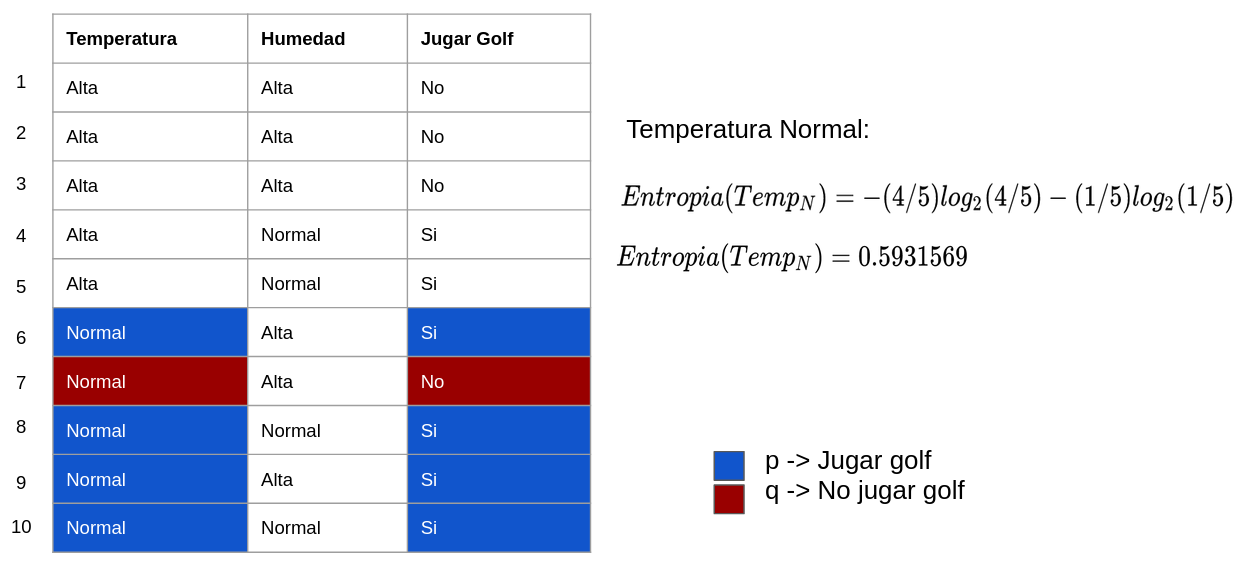 Temperatura Humedad Jugar Golf
1 Alta Alta No
2 Alta Alta No
3 Alta Alta No
4 Alta Normal Si
5 Alta Normal Si
6 Normal Alta Si
7 Normal Alta No
8 Normal Normal Si
9 Normal Alta Si
10 Normal Normal Si
Temperatura Normal:
Entropia(Temp_N) = −(4/5)log_2(4/5) − (1/5)log_2(1/5)
Entropia(Temp_N) = 0.5931569
p -> Jugar golf
q -> No jugar golf